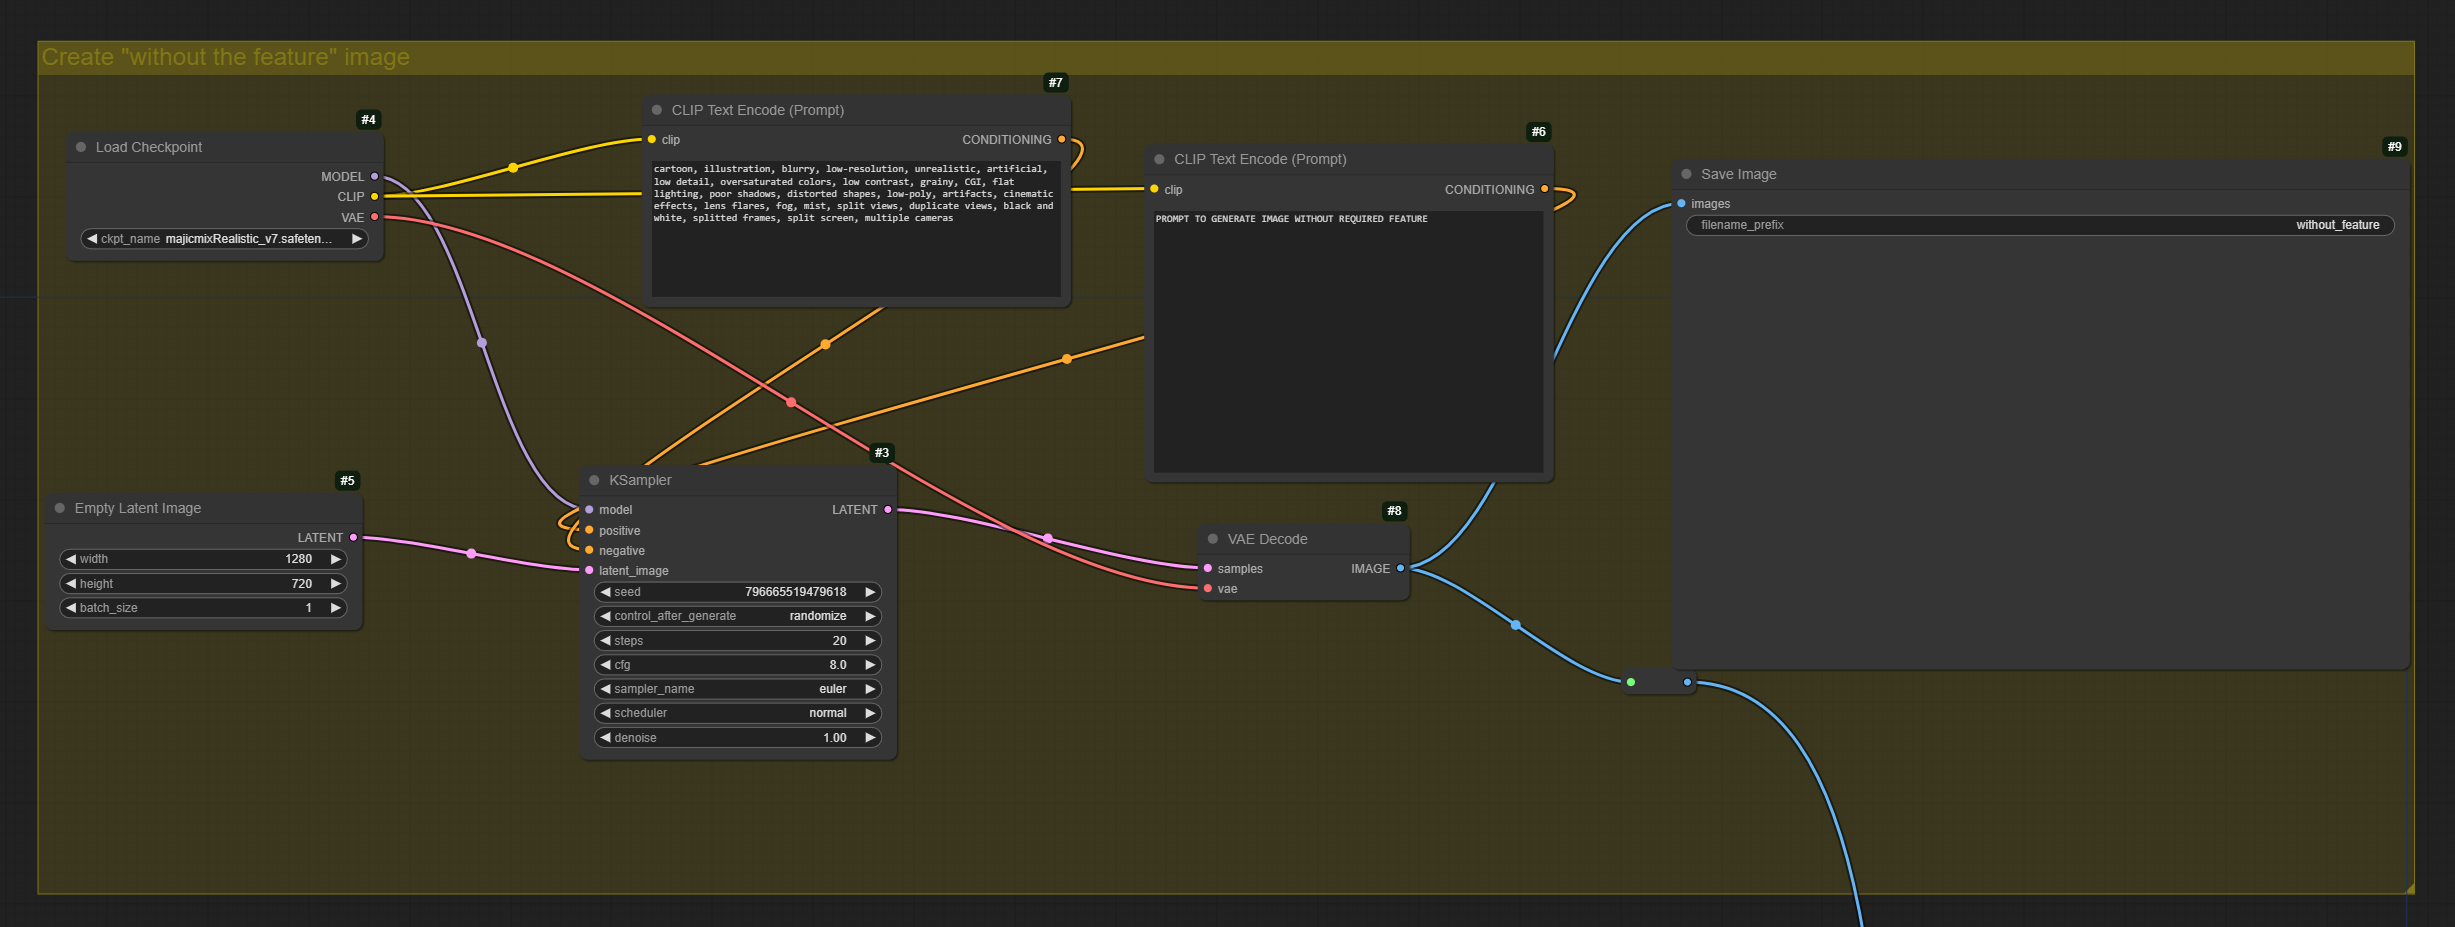 Create "without the feature" image
#4
Load Checkpoint
MODEL
CLIP
VAE
ckpt_name majicmixRealistic_v7.safeten...
#7
CLIP Text Encode (Prompt)
clip CONDITIONING
cartoon, illustration, blurry, low-resolution, unrealistic, artificial,
low detail, oversaturated colors, low contrast, grainy, CGI, flat
lighting, poor shadows, distorted shapes, low-poly, artifacts, cinematic
effects, lens flares, fog, mist, split views, duplicate views, black and
white, splitted frames, split screen, multiple cameras
#6
CLIP Text Encode (Prompt)
clip CONDITIONING
PROMPT TO GENERATE IMAGE WITHOUT REQUIRED FEATURE
#9
Save Image
images
filename_prefix without_feature
#5
Empty Latent Image
LATENT
width 1280
height 720
batch_size 1
#3
KSampler
model LATENT
positive
negative
latent_image
seed 796665519479618
control_after_generate randomize
steps 20
cfg 8.0
sampler_name euler
scheduler normal
denoise 1.00
#8
VAE Decode
samples IMAGE
vae